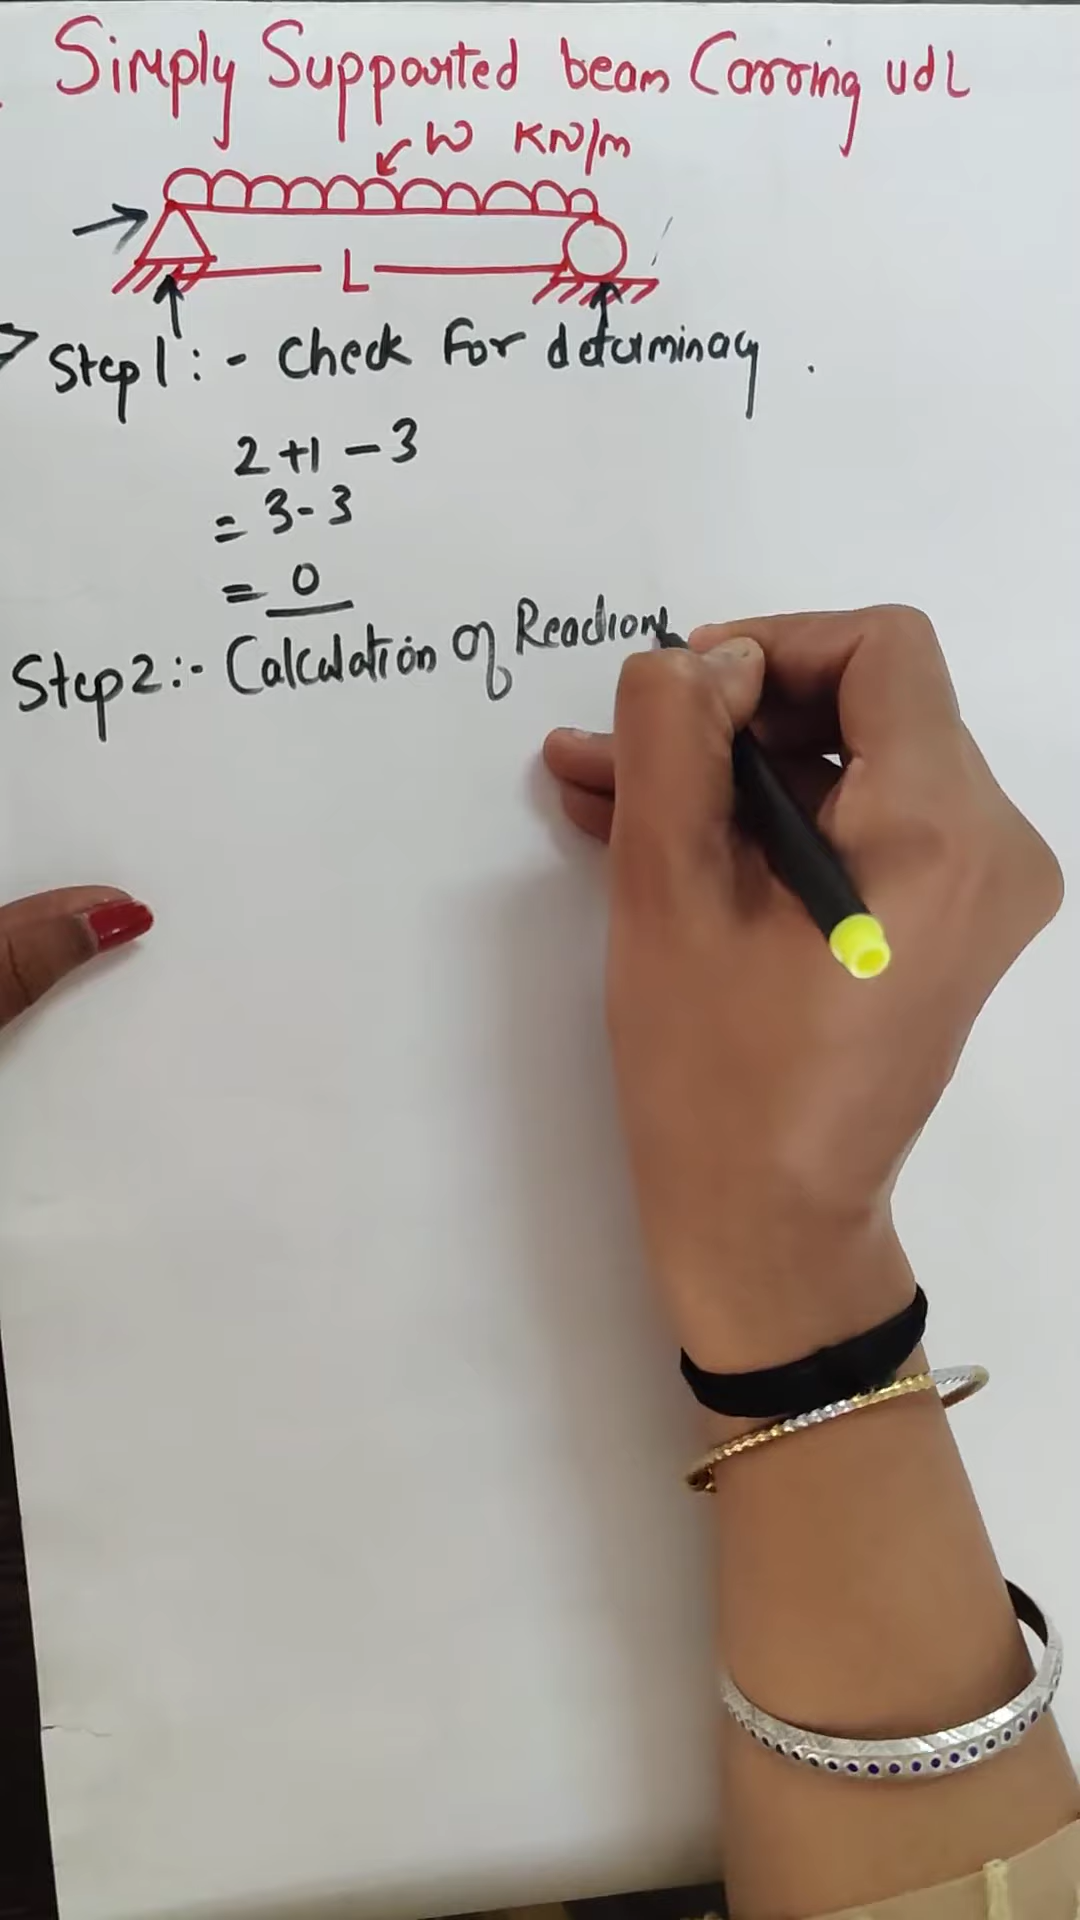 Simply Supported beam Carring udL
w KN/m
L
Step 1 :- Check For determinacy .
2+1-3
= 3-3
= 0
Step 2 :- Calculation of Reactions